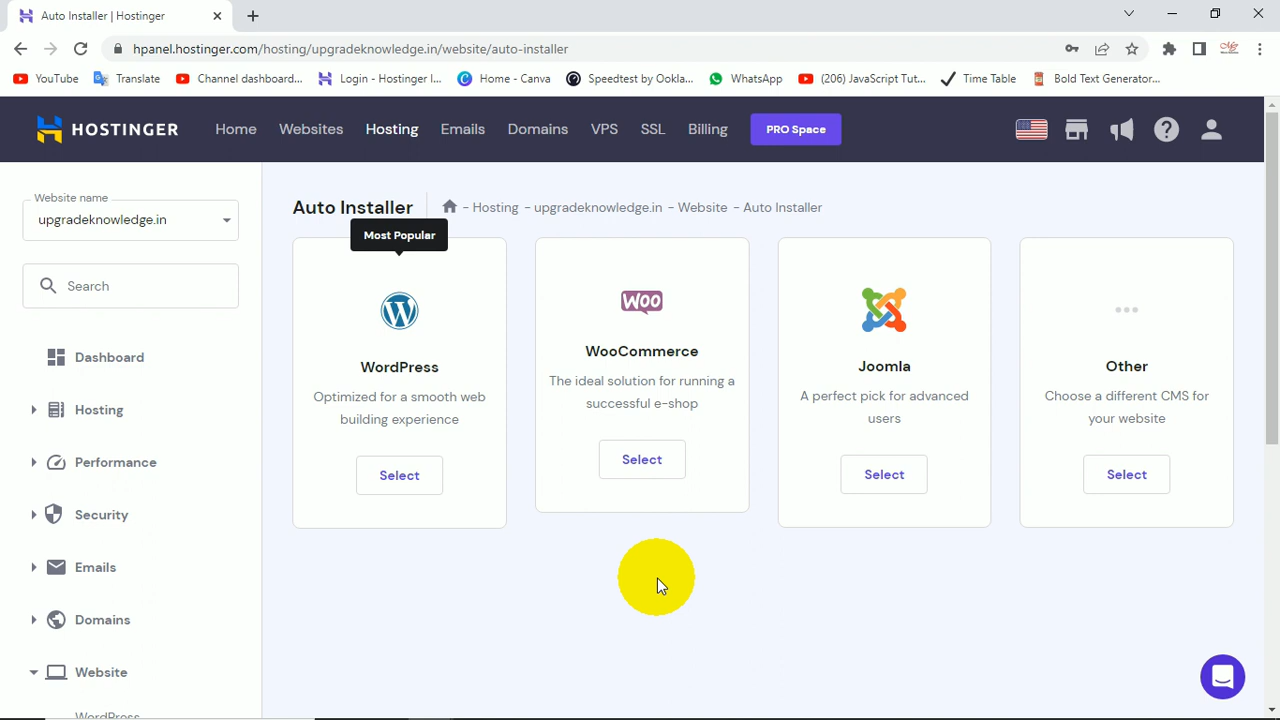 Auto Installer | Hostinger
hpanel.hostinger.com/hosting/upgradeknowledge.in/website/auto-installer
YouTube
Translate
Channel dashboard...
Login - Hostinger I...
Home - Canva
Speedtest by Ookla...
WhatsApp
(206) JavaScript Tut...
Time Table
Bold Text Generator...
HOSTINGER
Home
Websites
Hosting
Emails
Domains
VPS
SSL
Billing
PRO Space
Website name
upgradeknowledge.in
Search
Dashboard
Hosting
Performance
Security
Emails
Domains
Website
WordPress
Auto Installer
- Hosting - upgradeknowledge.in - Website - Auto Installer
Most Popular
WordPress
Optimized for a smooth web
building experience
Select
WOO
WooCommerce
The ideal solution for running a
successful e-shop
Select
Joomla
A perfect pick for advanced
users
Select
Other
Choose a different CMS for
your website
Select